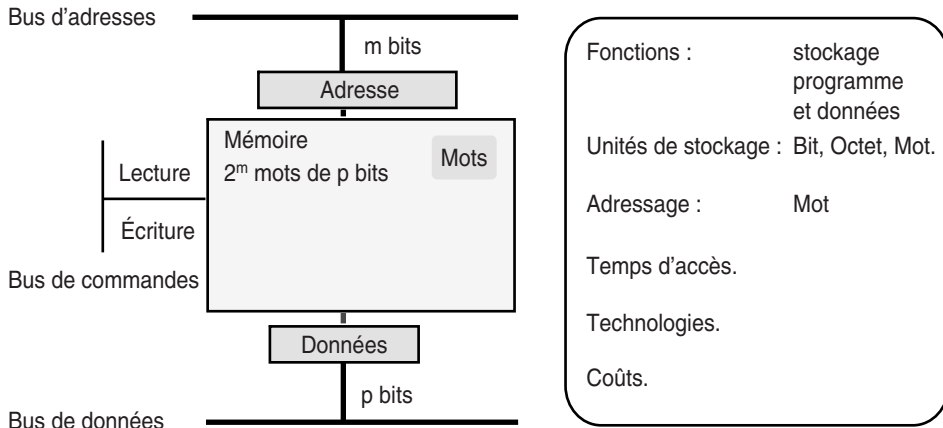 Bus d'adresses
m bits
Adresse
Mémoire
2^m mots de p bits
Mots
Lecture
Écriture
Bus de commandes
Données
p bits
Bus de données
Fonctions : stockage
programme
et données
Unités de stockage : Bit, Octet, Mot.
Adressage : Mot
Temps d'accès.
Technologies.
Coûts.